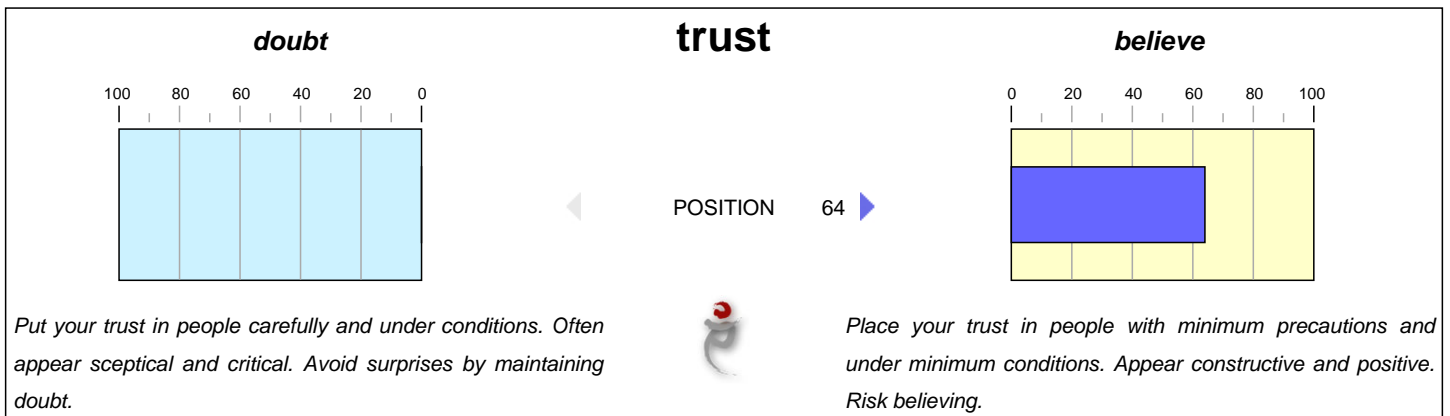 doubt
trust
believe
100 80 60 40 20 0
0 20 40 60 80 100
POSITION 64
Put your trust in people carefully and under conditions. Often
appear sceptical and critical. Avoid surprises by maintaining
doubt.
Place your trust in people with minimum precautions and
under minimum conditions. Appear constructive and positive.
Risk believing.